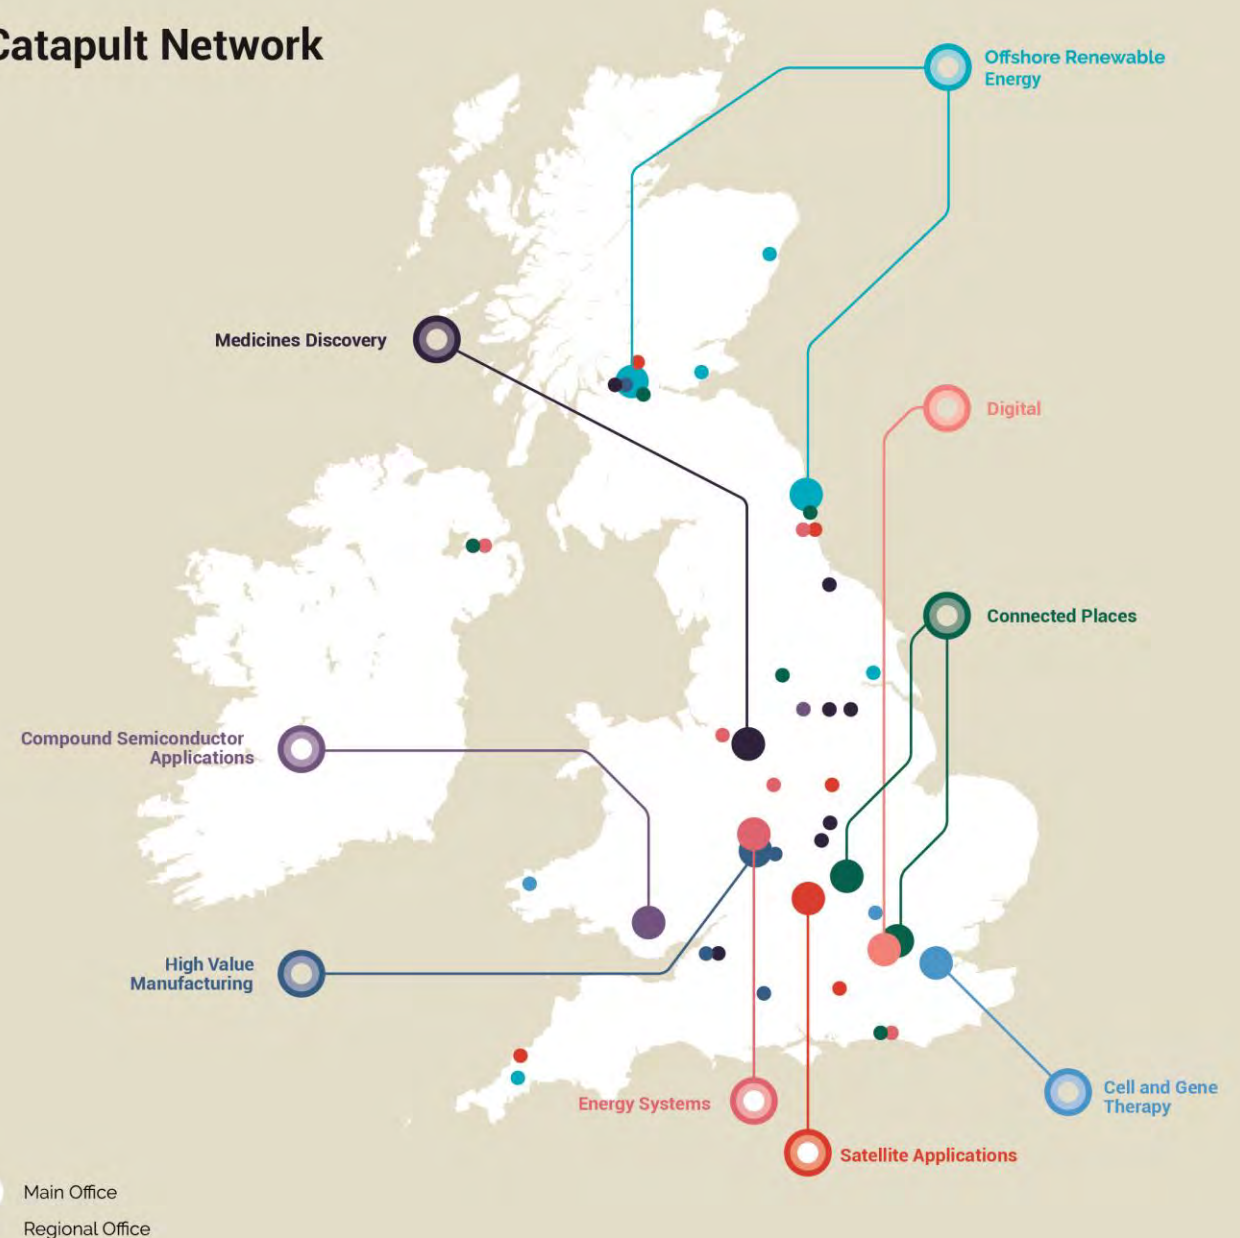 Catapult Network
Offshore Renewable
Energy
Medicines Discovery
Digital
Connected Places
Compound Semiconductor
Applications
High Value
Manufacturing
Energy Systems
Cell and Gene
Therapy
Satellite Applications
Main Office
Regional Office